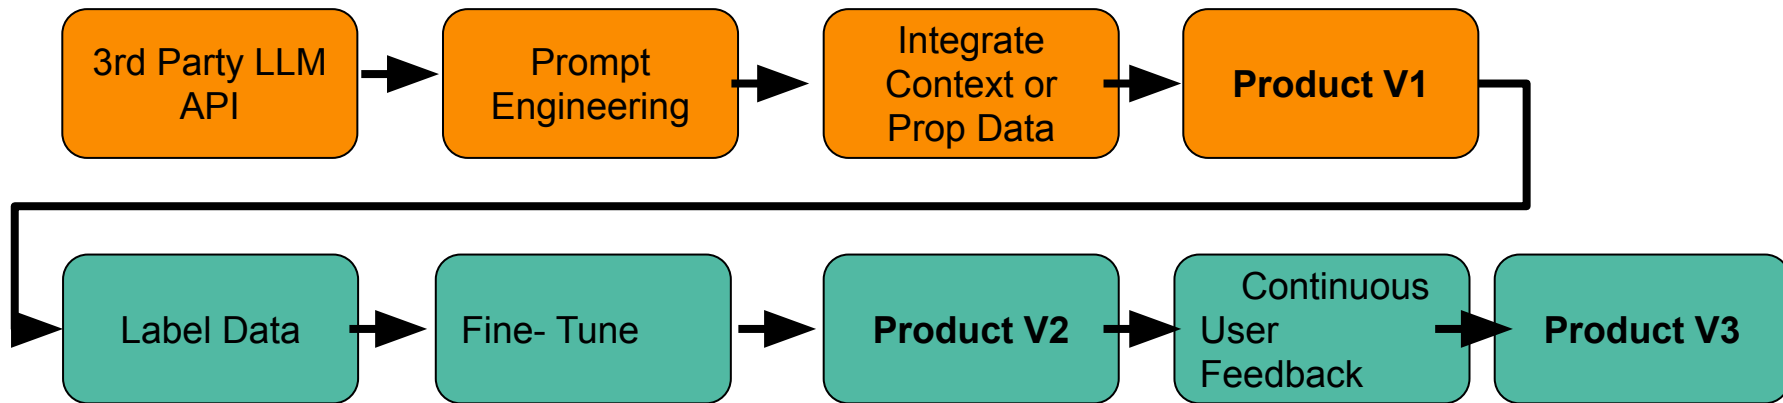 3rd Party LLM
API
Prompt
Engineering
Integrate
Context or
Prop Data
Product V1
Label Data
Fine- Tune
Product V2
Continuous
User
Feedback
Product V3